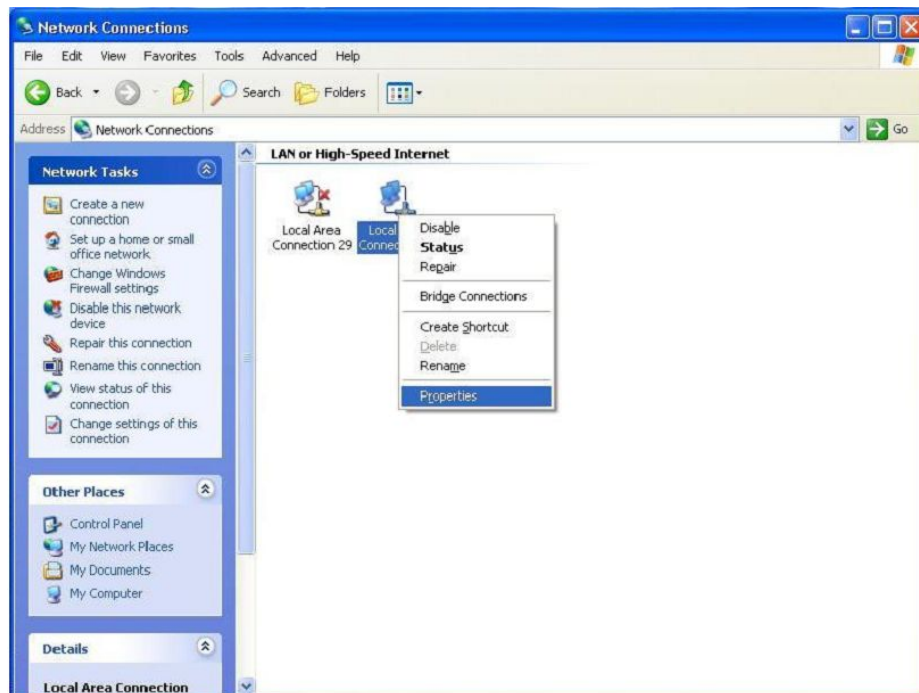 Network Connections
File Edit View Favorites Tools Advanced Help
Back Search Folders
Address Network Connections Go
Network Tasks
Create a new
connection
Set up a home or small
office network
Change Windows
Firewall settings
Disable this network
device
Repair this connection
Rename this connection
View status of this
connection
Change settings of this
connection
Other Places
Control Panel
My Network Places
My Documents
My Computer
Details
Local Area Connection
LAN or High-Speed Internet
Local Area
Connection 29
Local
Connec
Disable
Status
Repair
Bridge Connections
Create Shortcut
Delete
Rename
Properties